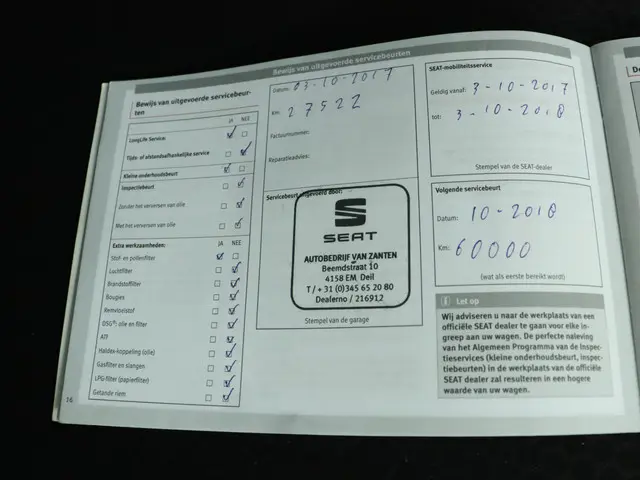 Bewijs van uitgevoerde servicebeurten
Bewijs van uitgevoerde servicebeur-
ten
JA NEE
LongLife Service:
Tijds- of afstandsafhankelijke service
Kleine onderhoudsbeurt
Inspectiebeurt
Zonder het verversen van olie
Met het verversen van olie
Extra werkzaamheden: JA NEE
Stof- en pollenfilter
Luchtfilter
Brandstoffilter
Bougies
Remvloeistof
DSG®: olie en filter
ATF
Haldex-koppeling (olie)
Gasfilter en slangen
LPG-filter (papierfilter)
Getande riem
16
Datum: 03-10-2017
Km: 27522
Factuurnummer:
Reparatieadvies:
Servicebeurt uitgevoerd door:
SEAT
AUTOBEDRIJF VAN ZANTEN
Beemdstraat 10
4158 EM Deil
T / + 31 (0)345 65 20 80
Dealerno / 216912
Stempel van de garage
SEAT-mobiliteitsservice
Geldig vanaf: 3-10-2017
tot: 3-10-2018
Stempel van de SEAT-dealer
Volgende servicebeurt
Datum: 10-2018
Km: 60000
(wat als eerste bereikt wordt)
i Let op
Wij adviseren u naar de werkplaats van een
officiële SEAT dealer te gaan voor elke in-
greep aan uw wagen. De perfecte naleving
van het Algemeen Programma van de Inspec-
tieservices (kleine onderhoudsbeurt, inspec-
tiebeurten) in de werkplaats van de officiële
SEAT dealer zal resulteren in een hogere
waarde van uw wagen.